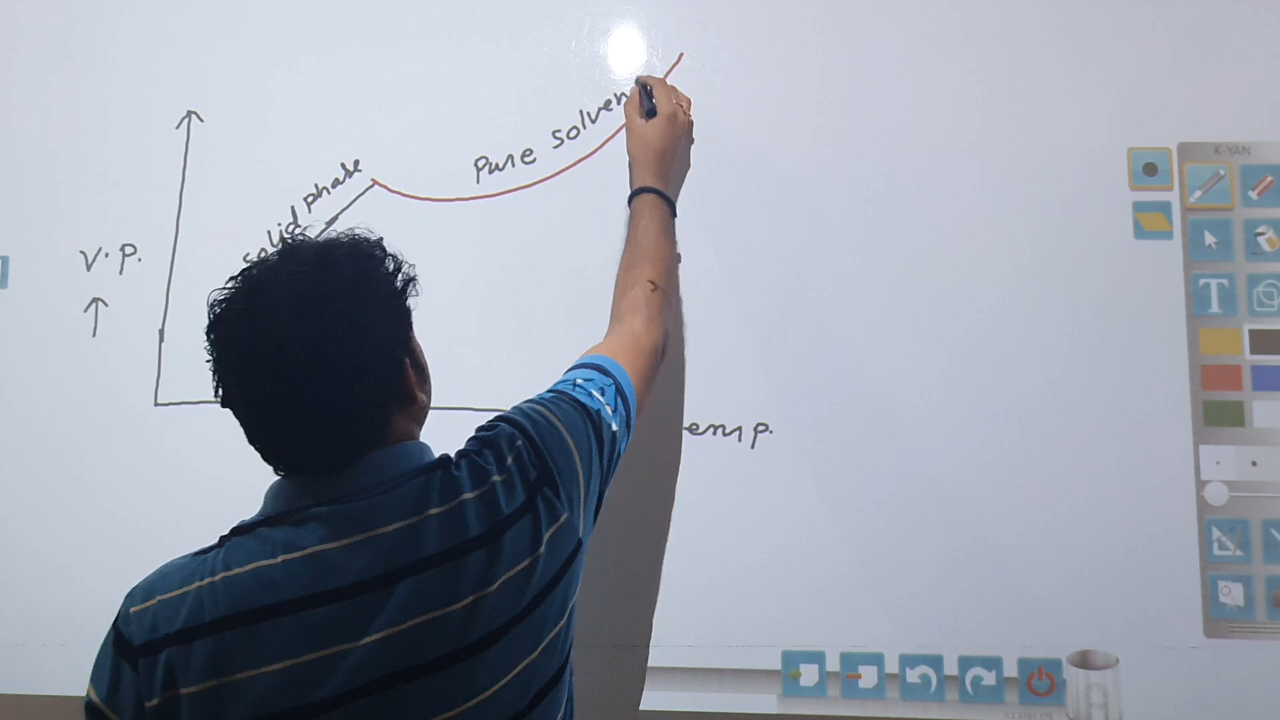 Pure Solven
Solid phase
V.P.
emp.
K-YAN
T